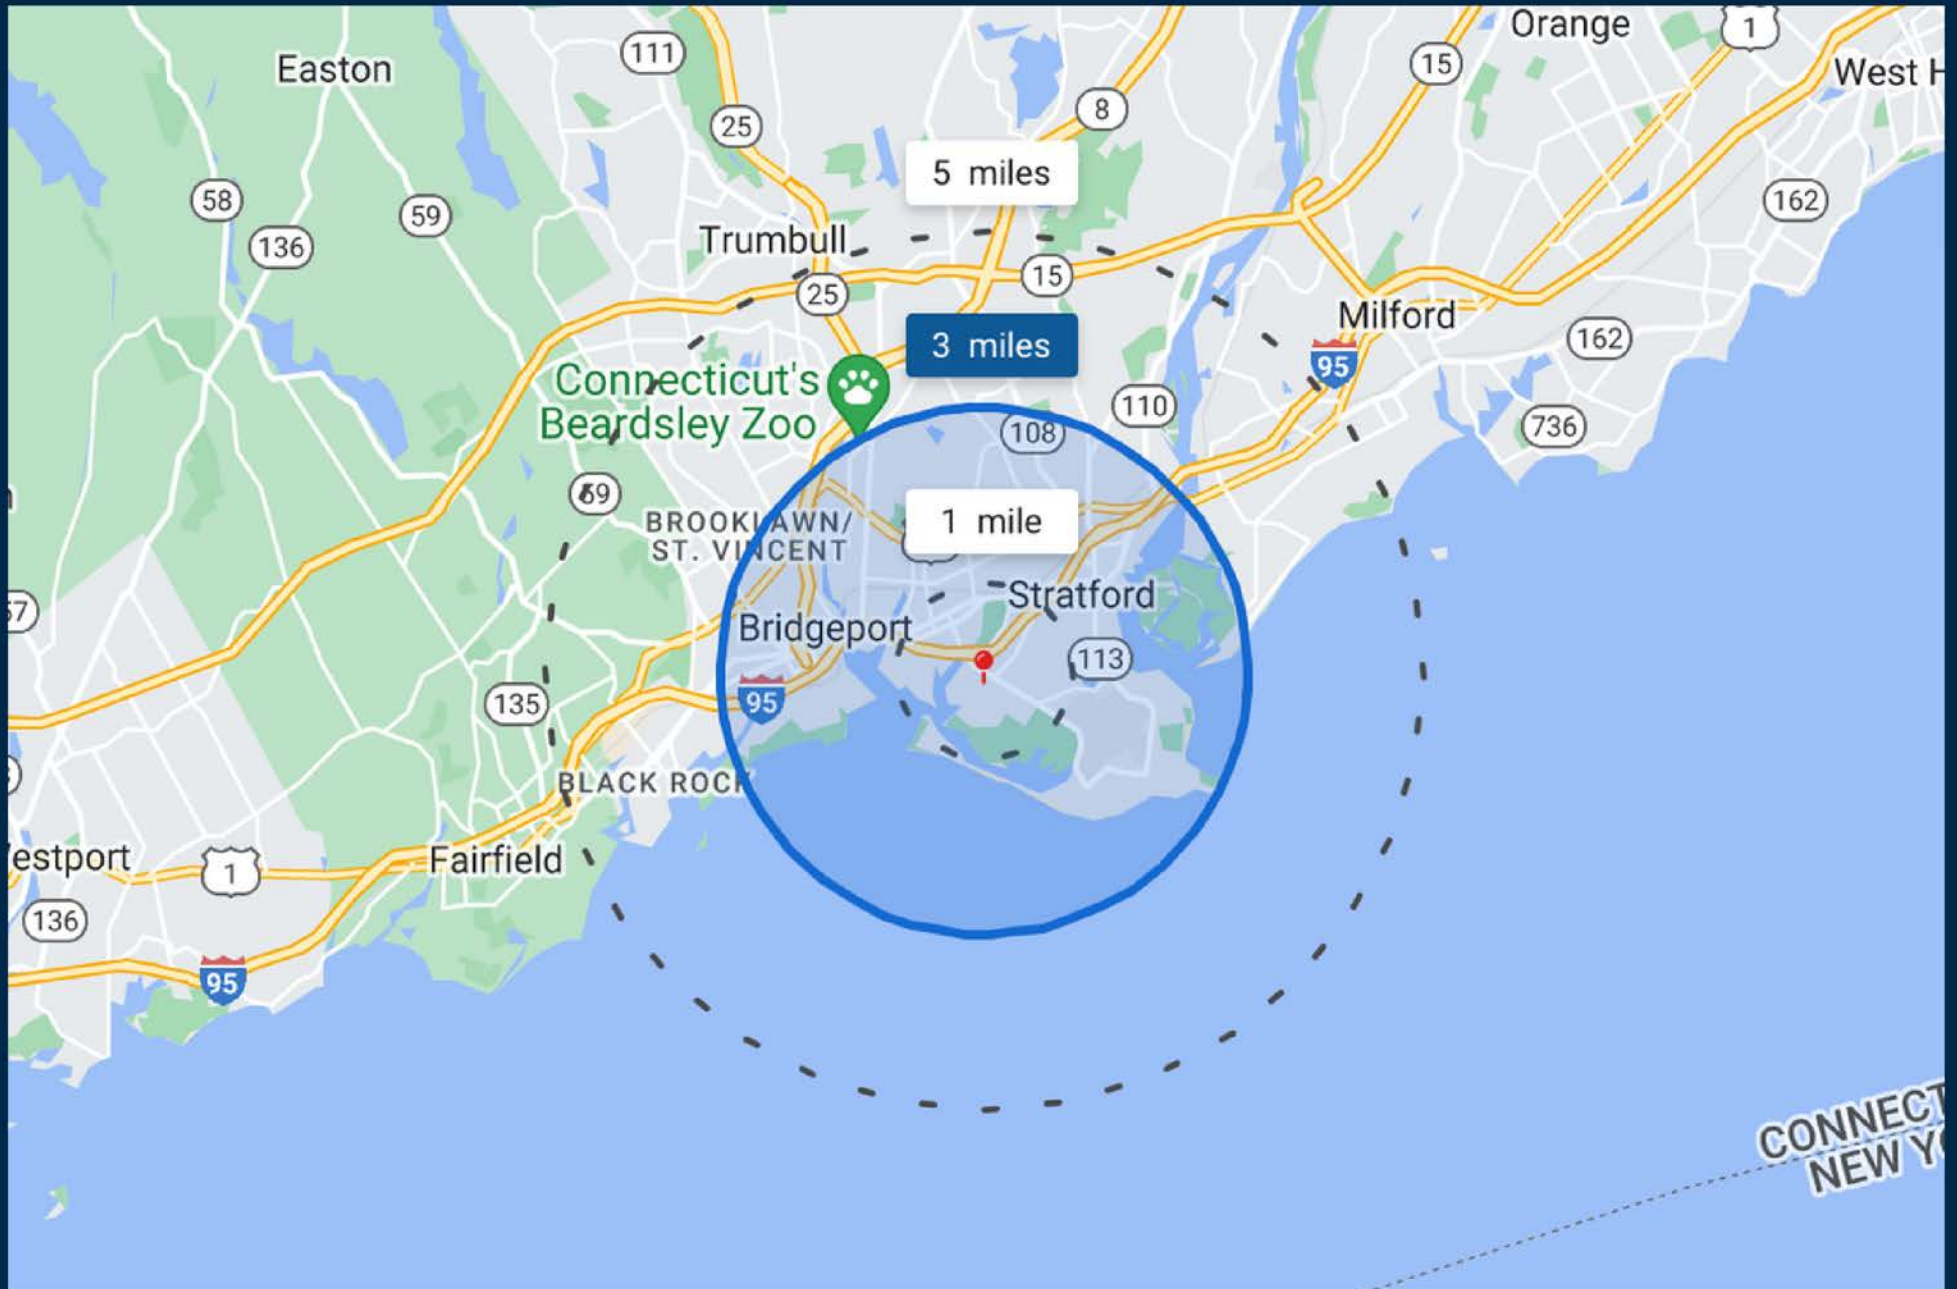 Orange
1
Easton
111
15
West H
8
25
5 miles
58
59
162
136
Trumbull
15
25
Milford
3 miles
162
95
Connecticut's
Beardsley Zoo
110
736
108
69
BROOKLAWN/
ST. VINCENT
1 mile
Stratford
57
Bridgeport
113
135
95
BLACK ROCK
estport
1
Fairfield
136
95
CONNECT
NEW Y